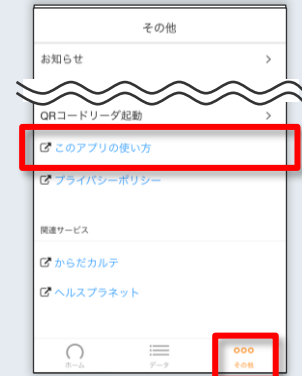 その他
お知らせ
QRコードリーダ起動
このアプリの使い方
プライバシーポリシー
関連サービス
からだカルテ
ヘルスプラネット
ホーム データ その他